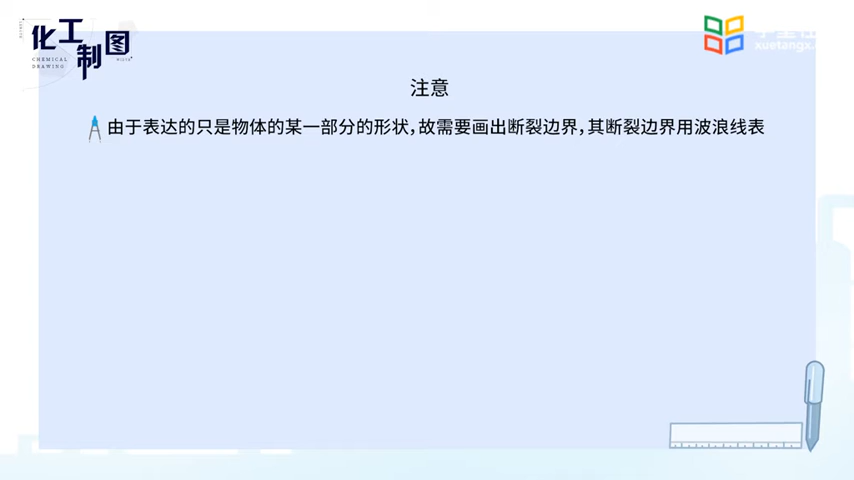 化工制图
CHEMICAL
DRAWING
xuetangx.
注意
由于表达的只是物体的某一部分的形状，故需要画出断裂边界，其断裂边界用波浪线表